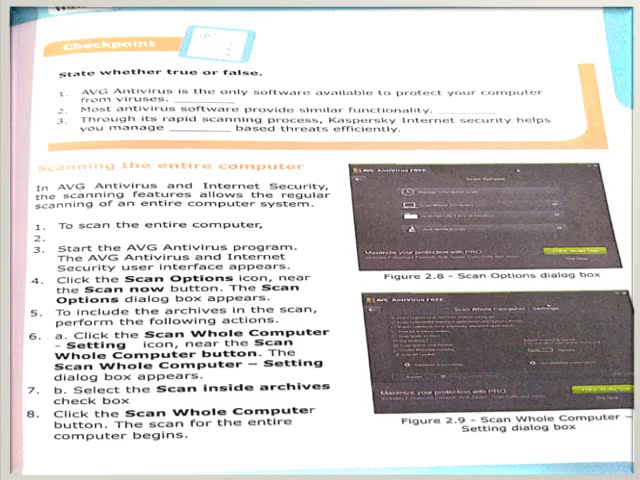 Checkpoint
State whether true or false.
1. AVG Antivirus is the only software available to protect your computer
from viruses. ________
2. Most antivirus software provide similar functionality. ________
3. Through its rapid scanning process, Kaspersky Internet security helps
you manage ________ based threats efficiently.
Scanning the entire computer
In AVG Antivirus and Internet Security,
the scanning features allows the regular
scanning of an entire computer system.
1. To scan the entire computer,
2.
3. Start the AVG Antivirus program.
The AVG Antivirus and Internet
Security user interface appears.
4. Click the Scan Options icon, near
the Scan now button. The Scan
Options dialog box appears.
5. To include the archives in the scan,
perform the following actions.
6. a. Click the Scan Whole Computer
- Setting icon, near the Scan
Whole Computer button. The
Scan Whole Computer – Setting
dialog box appears.
7. b. Select the Scan inside archives
check box
8. Click the Scan Whole Computer
button. The scan for the entire
computer begins.
AVG AntiVirus FREE
Scan Options
Scan Whole Computer
Maximize your protection with PRO
Figure 2.8 - Scan Options dialog box
AVG AntiVirus FREE
Scan Whole Computer - Settings
Maximize your protection with PRO
Figure 2.9 - Scan Whole Computer –
Setting dialog box